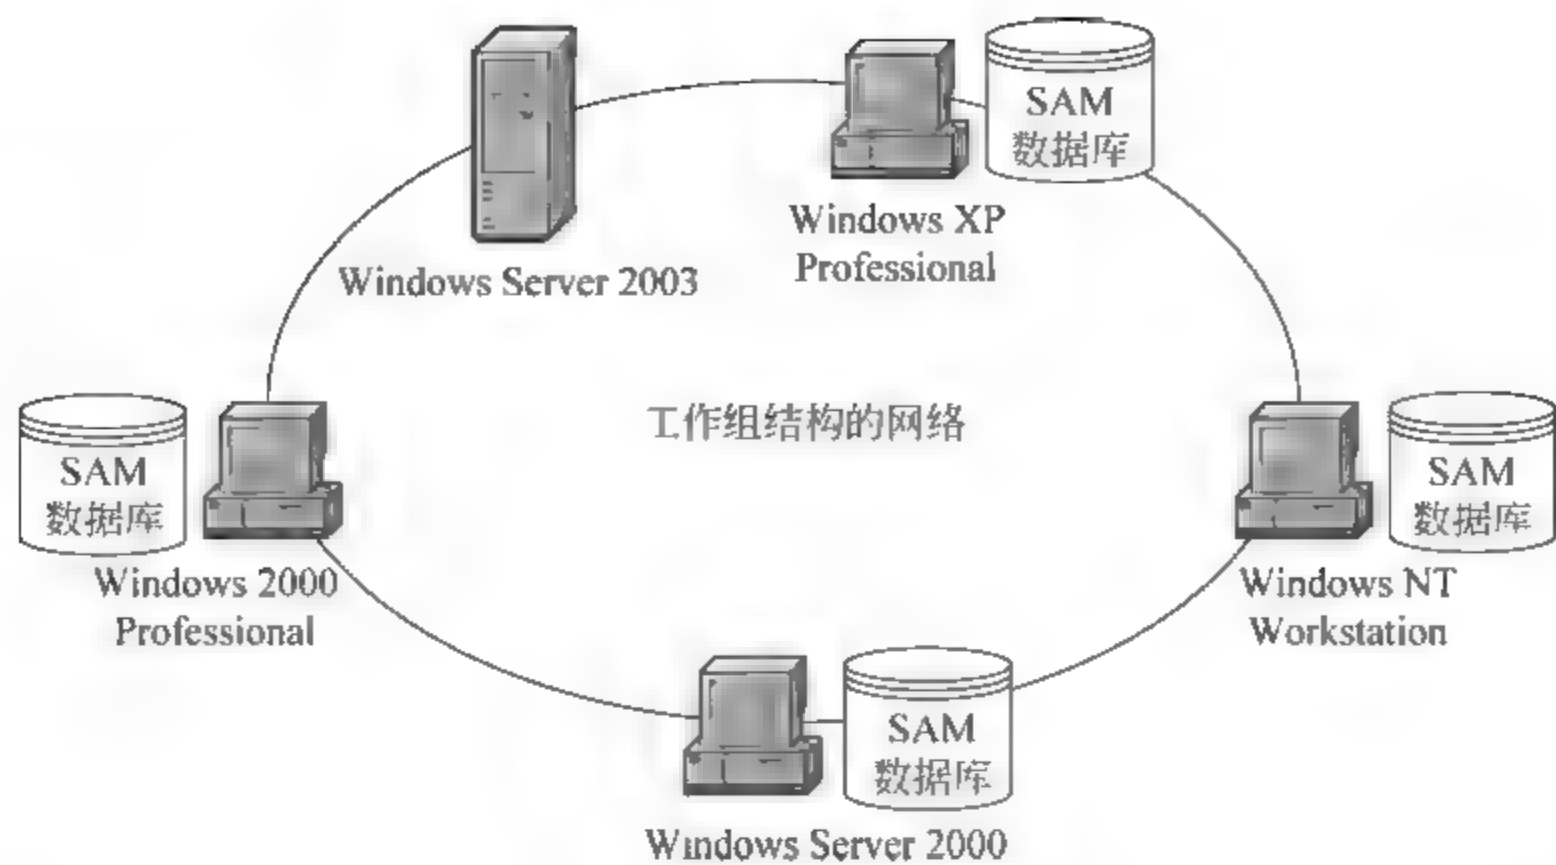 SAM
数据库
Windows XP
Professional
Windows Server 2003
工作组结构的网络
SAM
数据库
Windows 2000
Professional
SAM
数据库
Windows NT
Workstation
SAM
数据库
Windows Server 2000